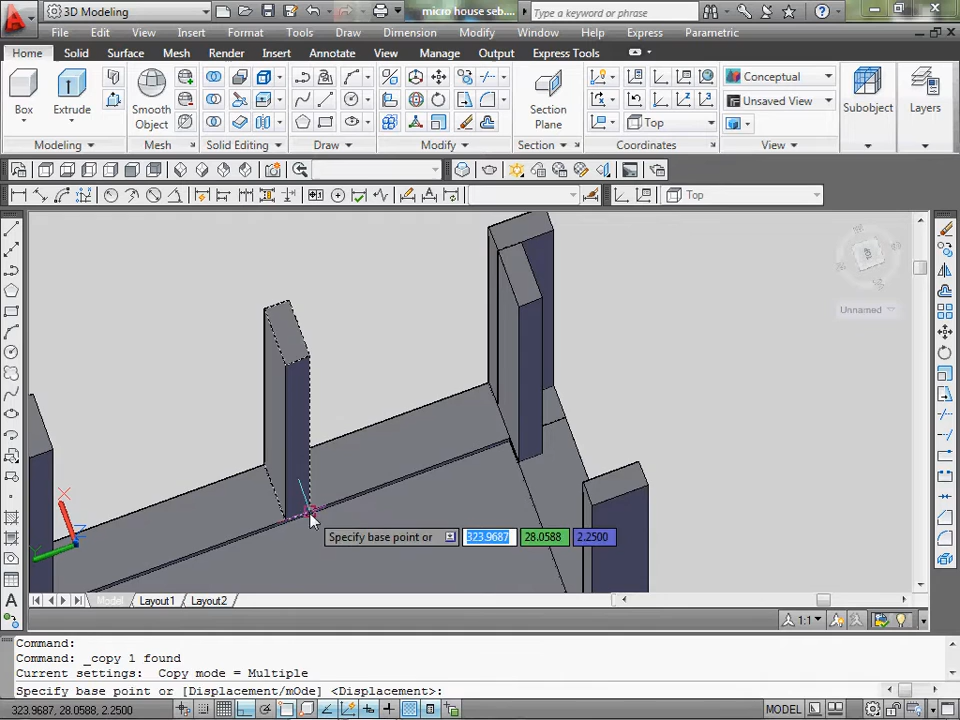 3D Modeling
micro house seb....
Type a keyword or phrase
File Edit View Insert Format Tools Draw Dimension Modify Window Help Express Parametric
Home Solid Surface Mesh Render Insert Annotate View Manage Output Express Tools
Box
Extrude
Smooth
Object
Section
Plane
Conceptual
Unsaved View
Top
Subobject
Layers
Modeling Mesh Solid Editing Draw Modify Section Coordinates View
Top
Unnamed
X
Y
Z
Specify base point or 323.9687 28.0588 2.2500
Model Layout1 Layout2
1:1
Command:
Command: _copy 1 found
Current settings: Copy mode = Multiple
Specify base point or [Displacement/mOde] <Displacement>:
323.9687, 28.0588, 2.2500
MODEL